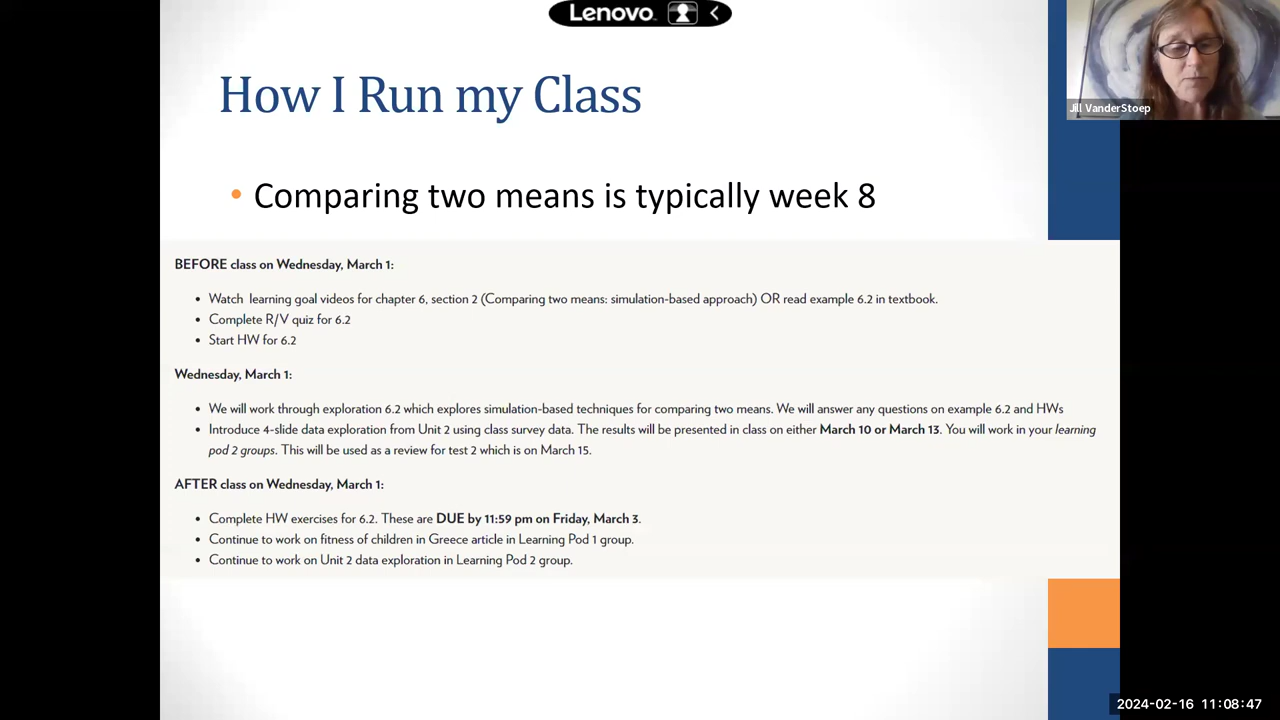 Lenovo
Jill VanderStoep
How I Run my Class
• Comparing two means is typically week 8
BEFORE class on Wednesday, March 1:
• Watch learning goal videos for chapter 6, section 2 (Comparing two means: simulation-based approach) OR read example 6.2 in textbook.
• Complete R/V quiz for 6.2
• Start HW for 6.2
Wednesday, March 1:
• We will work through exploration 6.2 which explores simulation-based techniques for comparing two means. We will answer any questions on example 6.2 and HWs
• Introduce 4-slide data exploration from Unit 2 using class survey data. The results will be presented in class on either March 10 or March 13. You will work in your learning
pod 2 groups. This will be used as a review for test 2 which is on March 15.
AFTER class on Wednesday, March 1:
• Complete HW exercises for 6.2. These are DUE by 11:59 pm on Friday, March 3.
• Continue to work on fitness of children in Greece article in Learning Pod 1 group.
• Continue to work on Unit 2 data exploration in Learning Pod 2 group.
2024-02-16 11:08:47